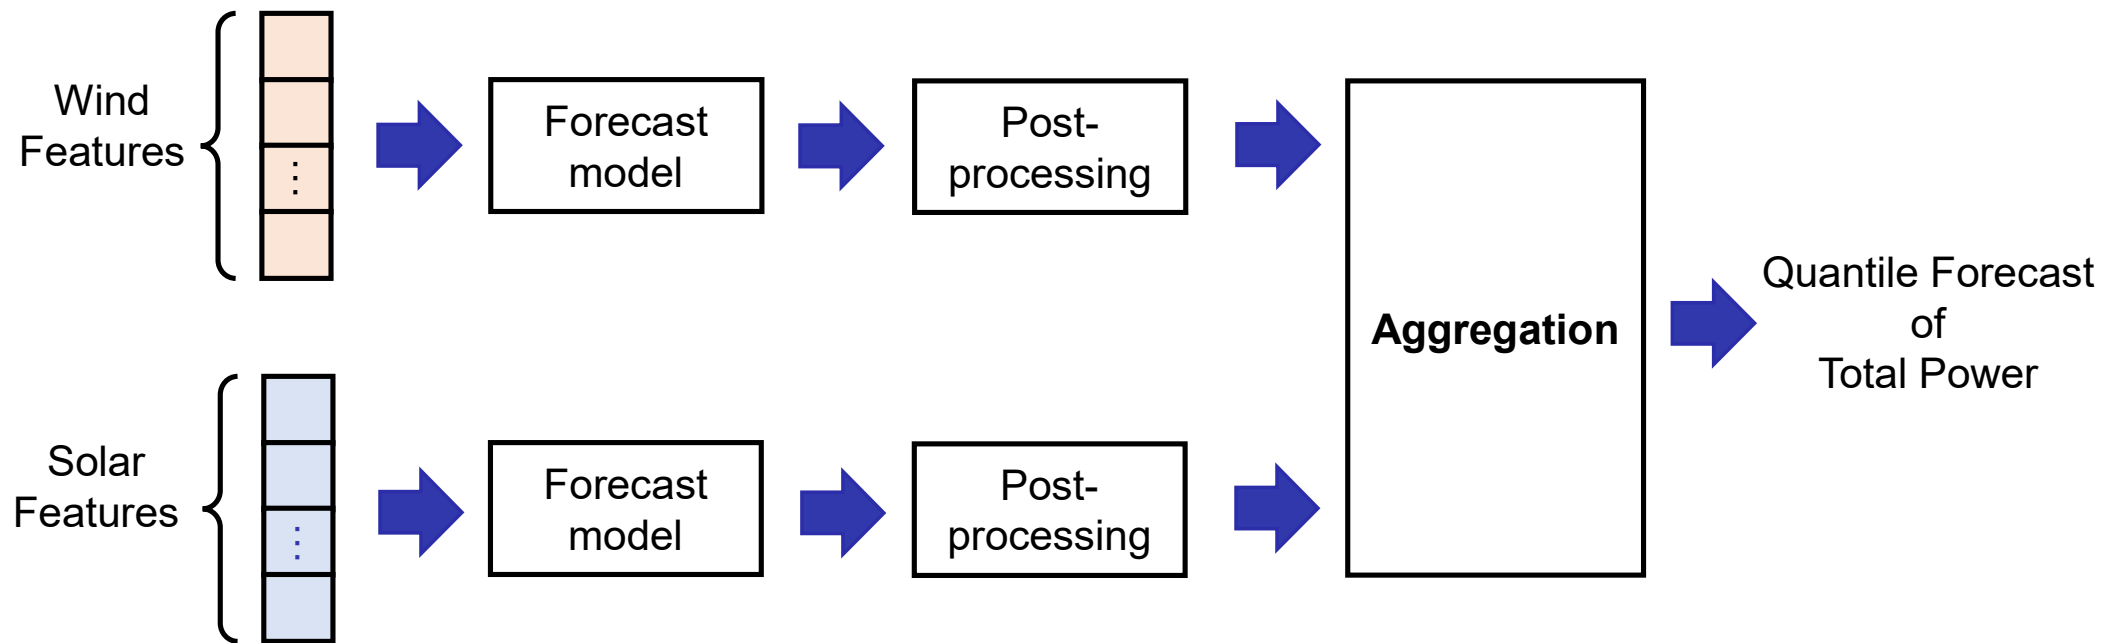 Wind
Features
⋮
Forecast
model
Post-
processing
Solar
Features
⋮
Forecast
model
Post-
processing
Aggregation
Quantile Forecast
of
Total Power